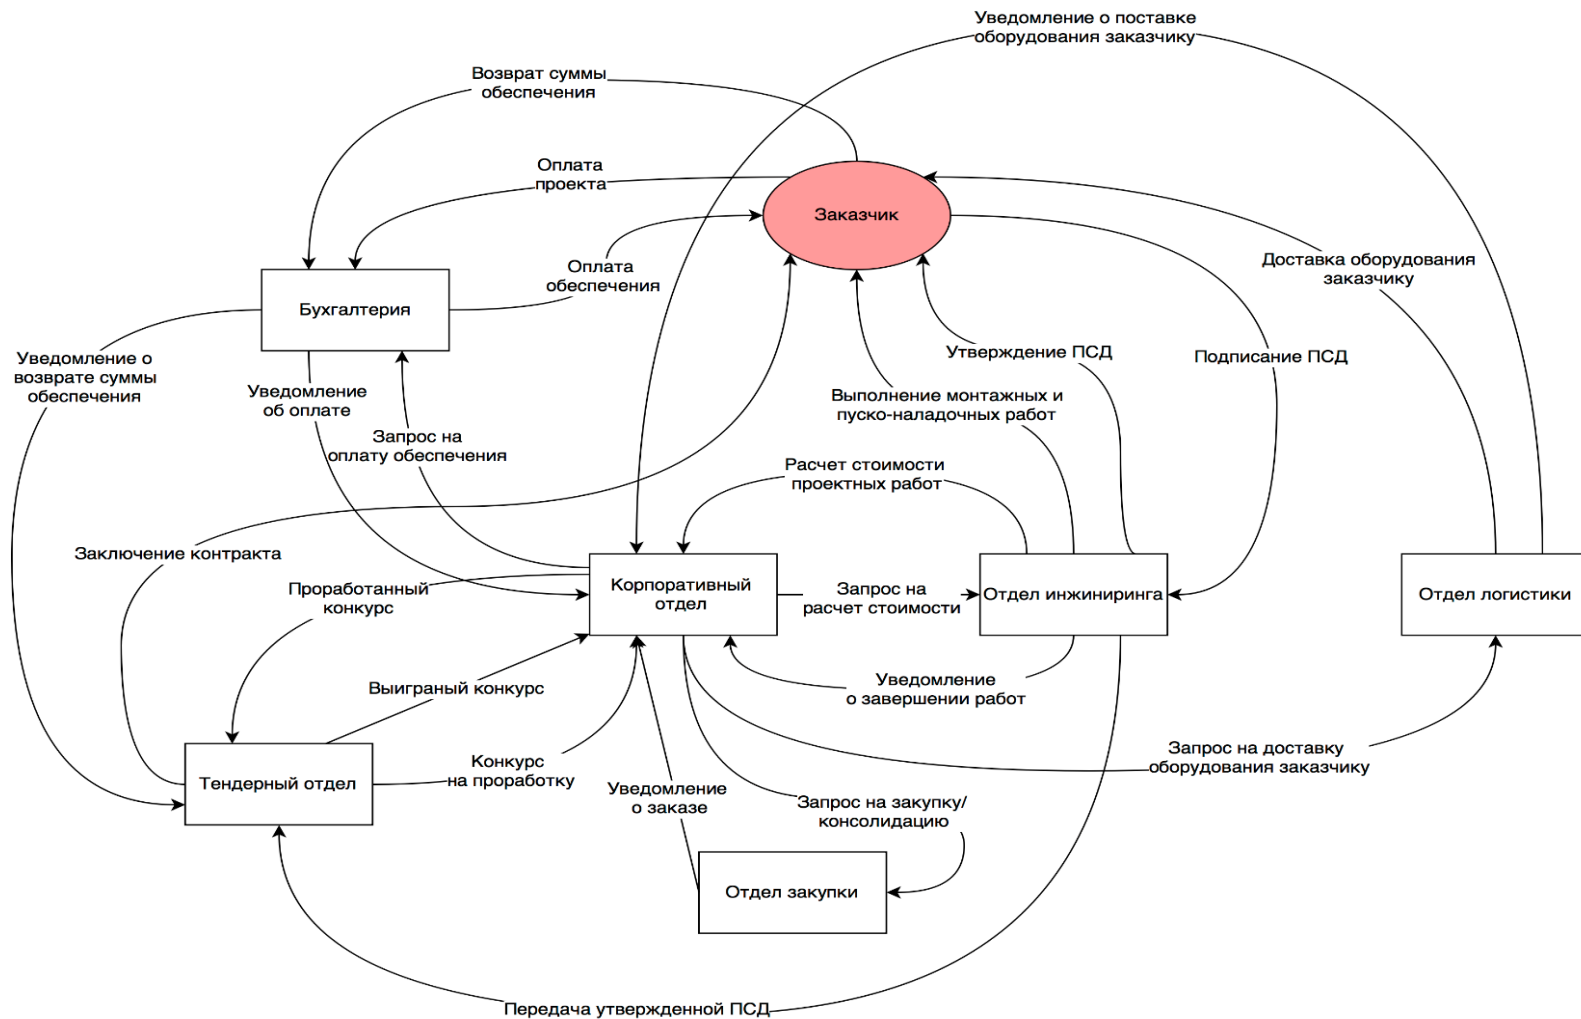 Уведомление о поставке
оборудования заказчику
Возврат суммы
обеспечения
Оплата
проекта
Заказчик
Оплата
обеспечения
Доставка оборудования
заказчику
Бухгалтерия
Уведомление о
возврате суммы
обеспечения
Утверждение ПСД
Подписание ПСД
Уведомление
об оплате
Выполнение монтажных и
пуско-наладочных работ
Запрос на
оплату обеспечения
Расчет стоимости
проектных работ
Заключение контракта
Проработанный
конкурс
Корпоративный
отдел
Запрос на
расчет стоимости
Отдел инжиниринга
Отдел логистики
Выиграный конкурс
Уведомление
о завершении работ
Тендерный отдел
Конкурс
на проработку
Запрос на доставку
оборудования заказчику
Уведомление
о заказе
Запрос на закупку/
консолидацию
Отдел закупки
Передача утвержденной ПСД